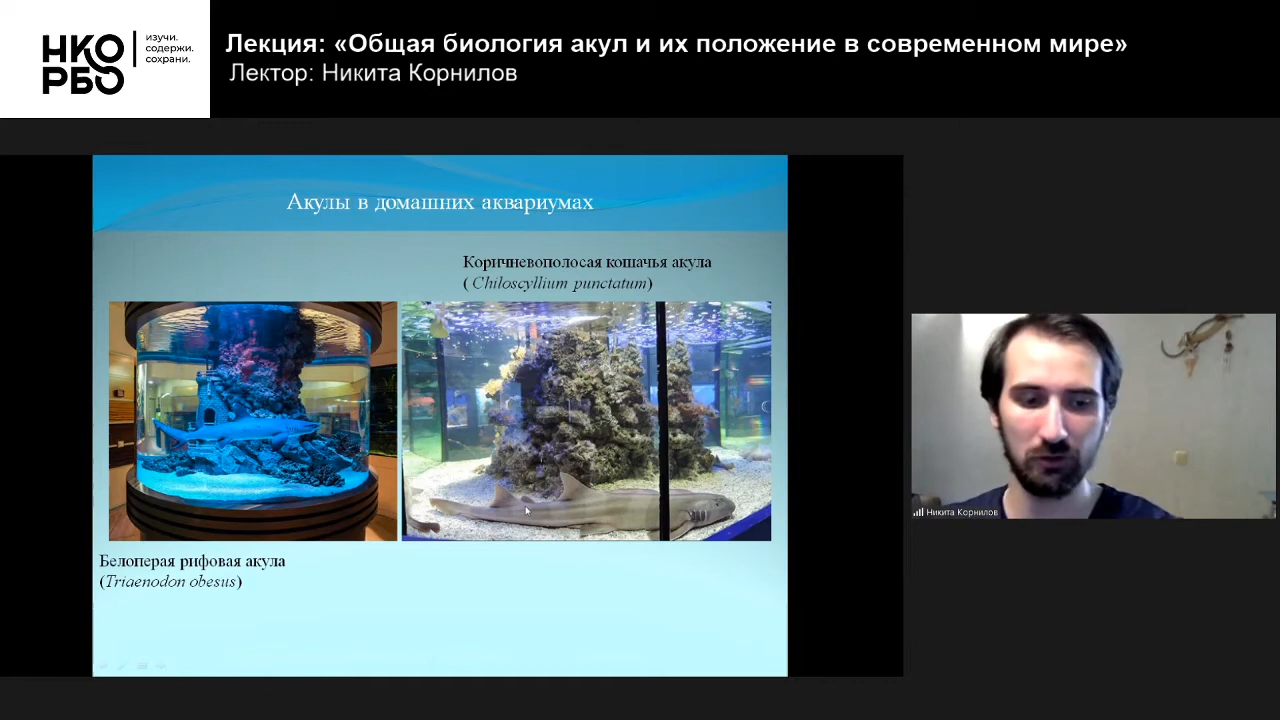 НКО
РБО
изучи.
содержи.
сохрани.
Лекция: «Общая биология акул и их положение в современном мире»
Лектор: Никита Корнилов
Акулы в домашних аквариумах
Коричневополосая кошачья акула
( Chiloscyllium punctatum)
Белоперая рифовая акула
(Triaenodon obesus)
Никита Корнилов